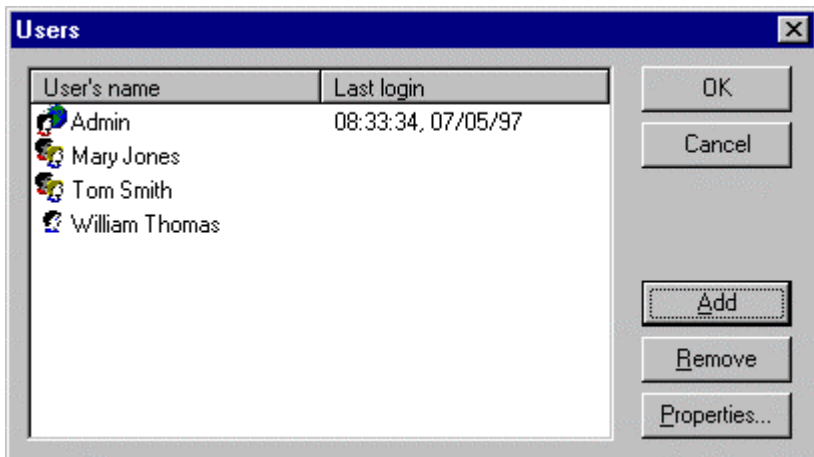 Users
User's name Last login
Admin 08:33:34, 07/05/97
Mary Jones
Tom Smith
William Thomas
OK
Cancel
Add
Remove
Properties...